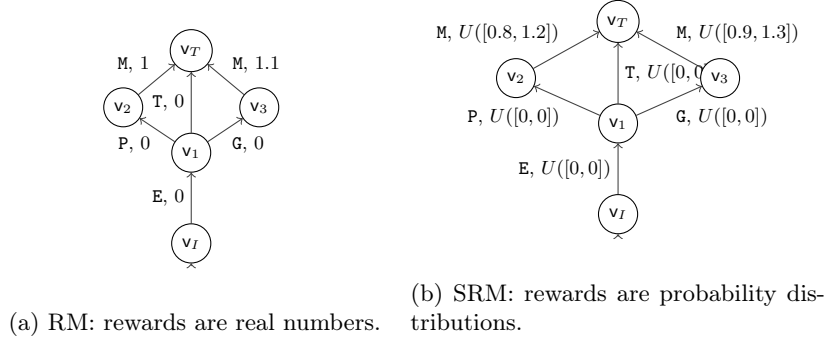 v_T
M, 1
M, 1.1
v_2
T, 0
v_3
P, 0
G, 0
v_1
E, 0
v_I
(a) RM: rewards are real numbers.
v_T
M, U([0.8, 1.2])
M, U([0.9, 1.3])
v_2
T, U([0, 0
v_3
P, U([0, 0])
G, U([0, 0])
v_1
E, U([0, 0])
v_I
(b) SRM: rewards are probability dis-
tributions.